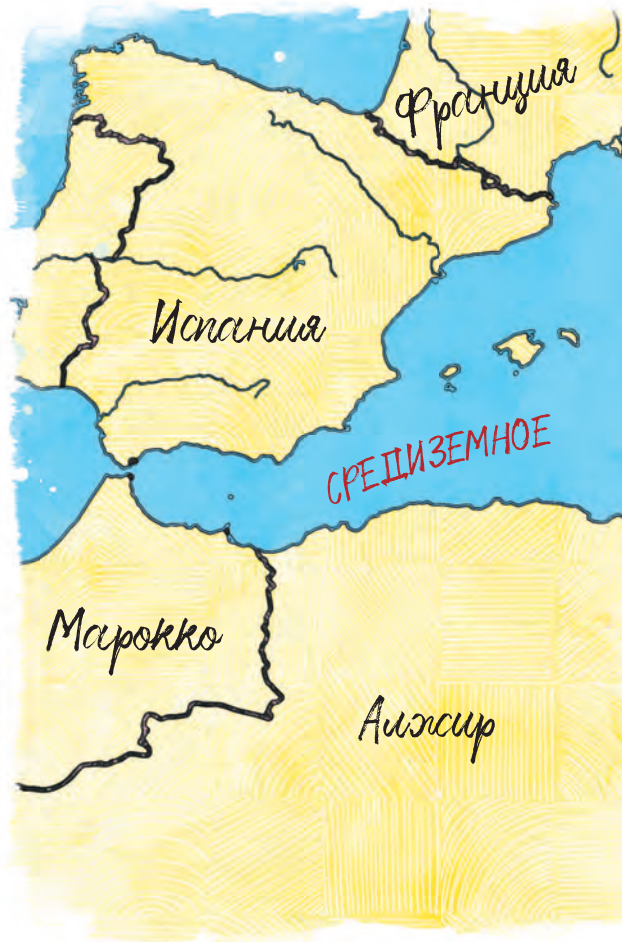 Франция
Испания
СРЕДИЗЕМНОЕ
Марокко
Алжир